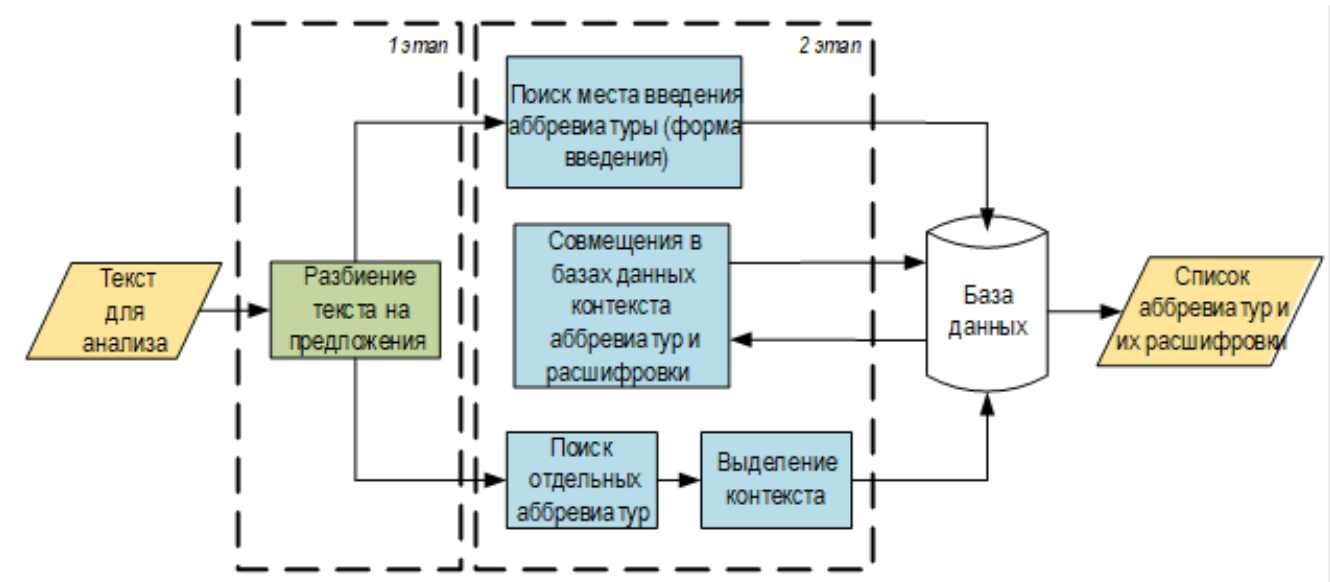 1 этап
2 этап
Поиск места введения
аббревиатуры (форма
введения)
Совмещения в
базах данных
контекста
аббревиатур и
расшифровки
Текст
для
анализа
Разбиение
текста на
предложения
База
данных
Список
аббревиатур и
их расшифровки
Поиск
отдельных
аббревиатур
Выделение
контекста